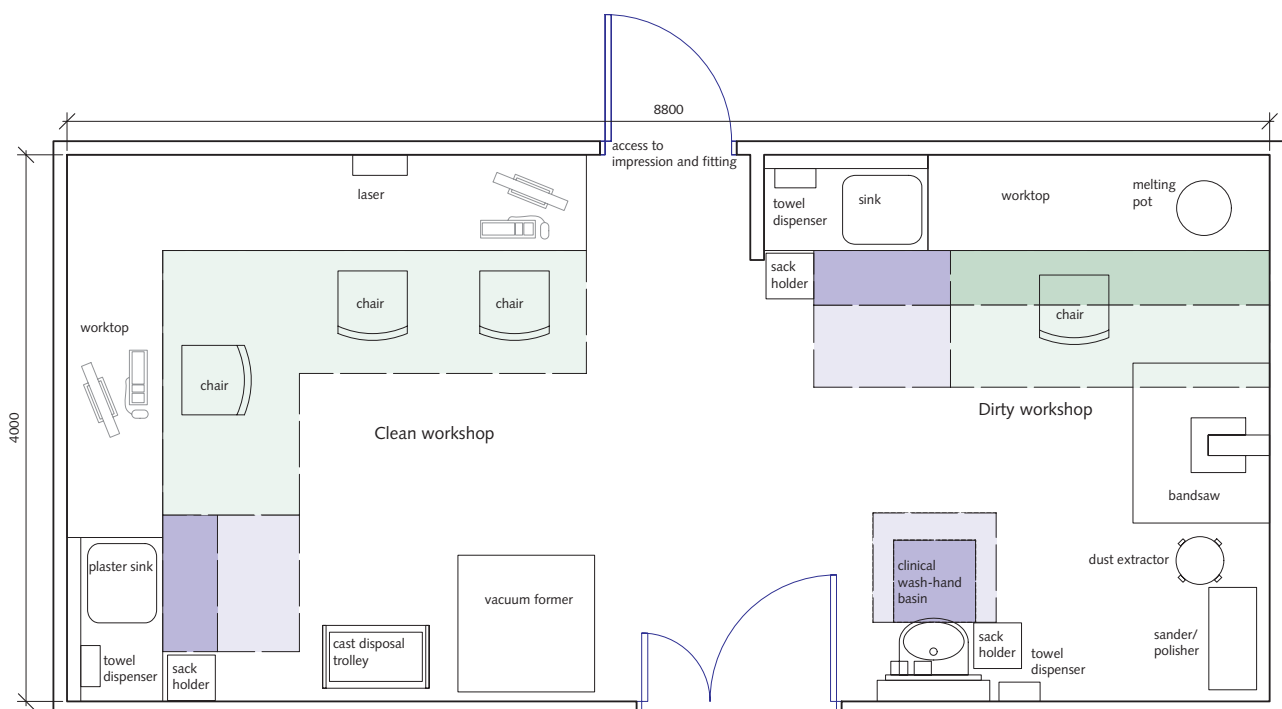 8800
access to
impression and fitting
laser
towel
dispenser
sink
worktop
melting
pot
sack
holder
chair
chair
chair
worktop
chair
4000
Clean workshop
Dirty workshop
bandsaw
plaster sink
clinical
wash-hand
basin
dust extractor
vacuum former
cast disposal
trolley
sack
holder
towel
dispenser
sander/
polisher
towel
dispenser
sack
holder